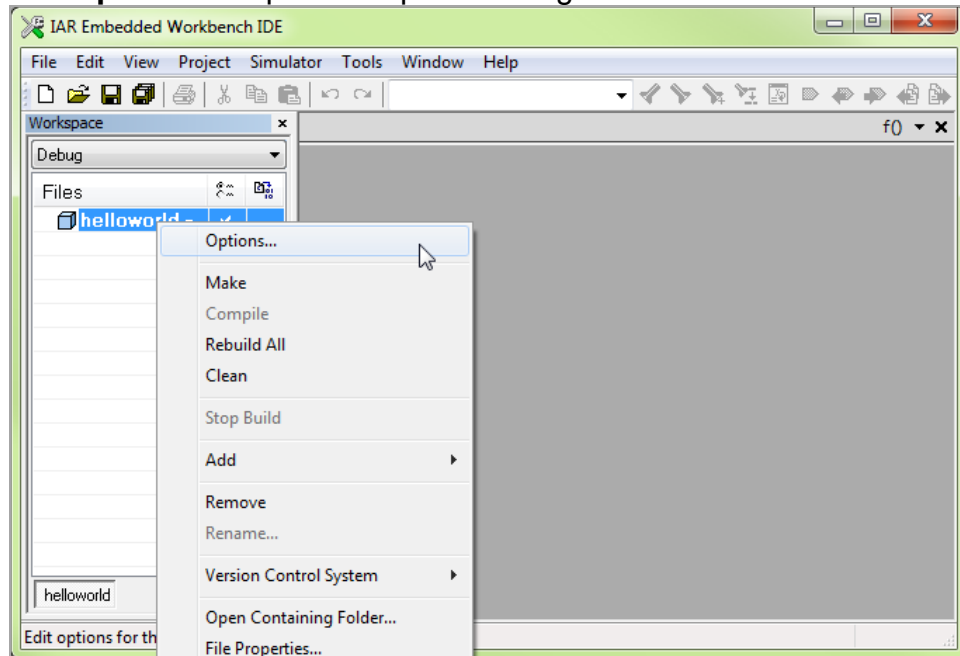 IAR Embedded Workbench IDE
File Edit View Project Simulator Tools Window Help
Workspace
f()
Debug
Files
helloworld -
Options...
Make
Compile
Rebuild All
Clean
Stop Build
Add
Remove
Rename...
Version Control System
helloworld
Open Containing Folder...
Edit options for th
File Properties...